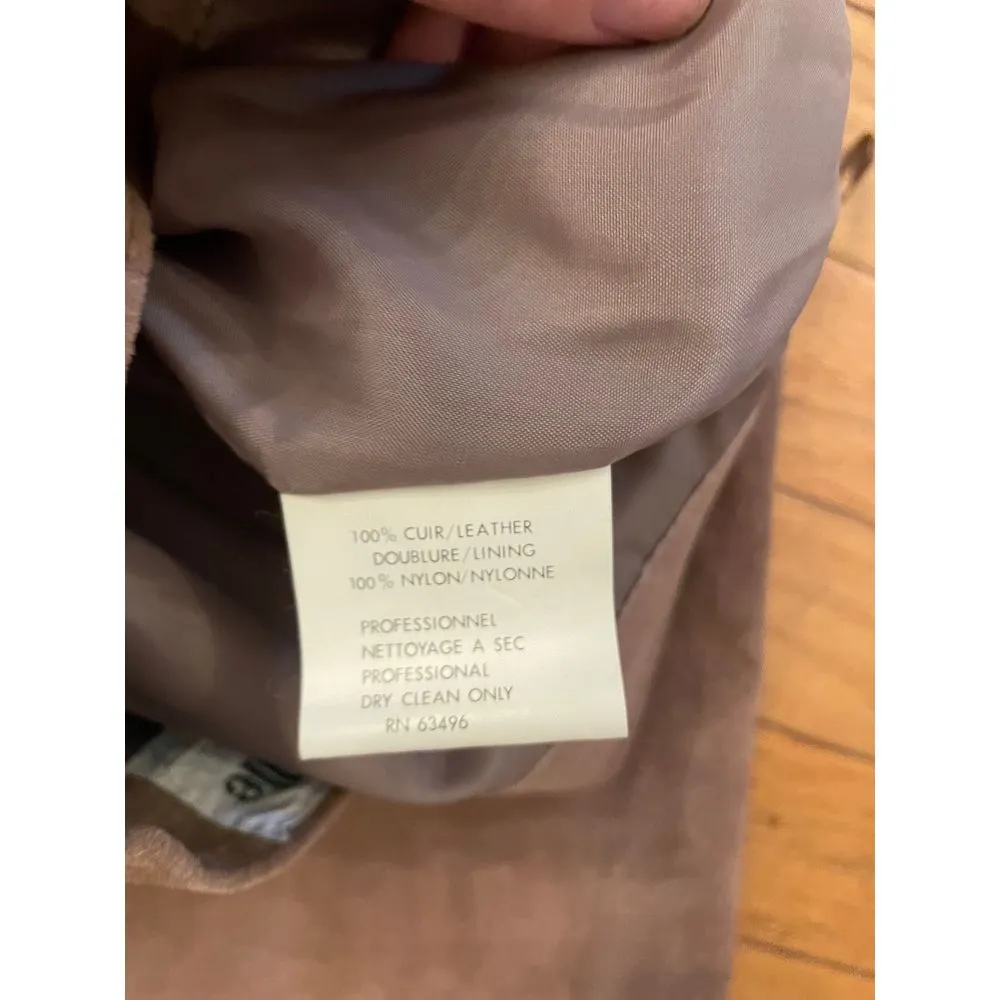 100% CUIR/LEATHER
DOUBLURE/LINING
100% NYLON/NYLONNE
PROFESSIONNEL
NETTOYAGE A SEC
PROFESSIONAL
DRY CLEAN ONLY
RN 63496